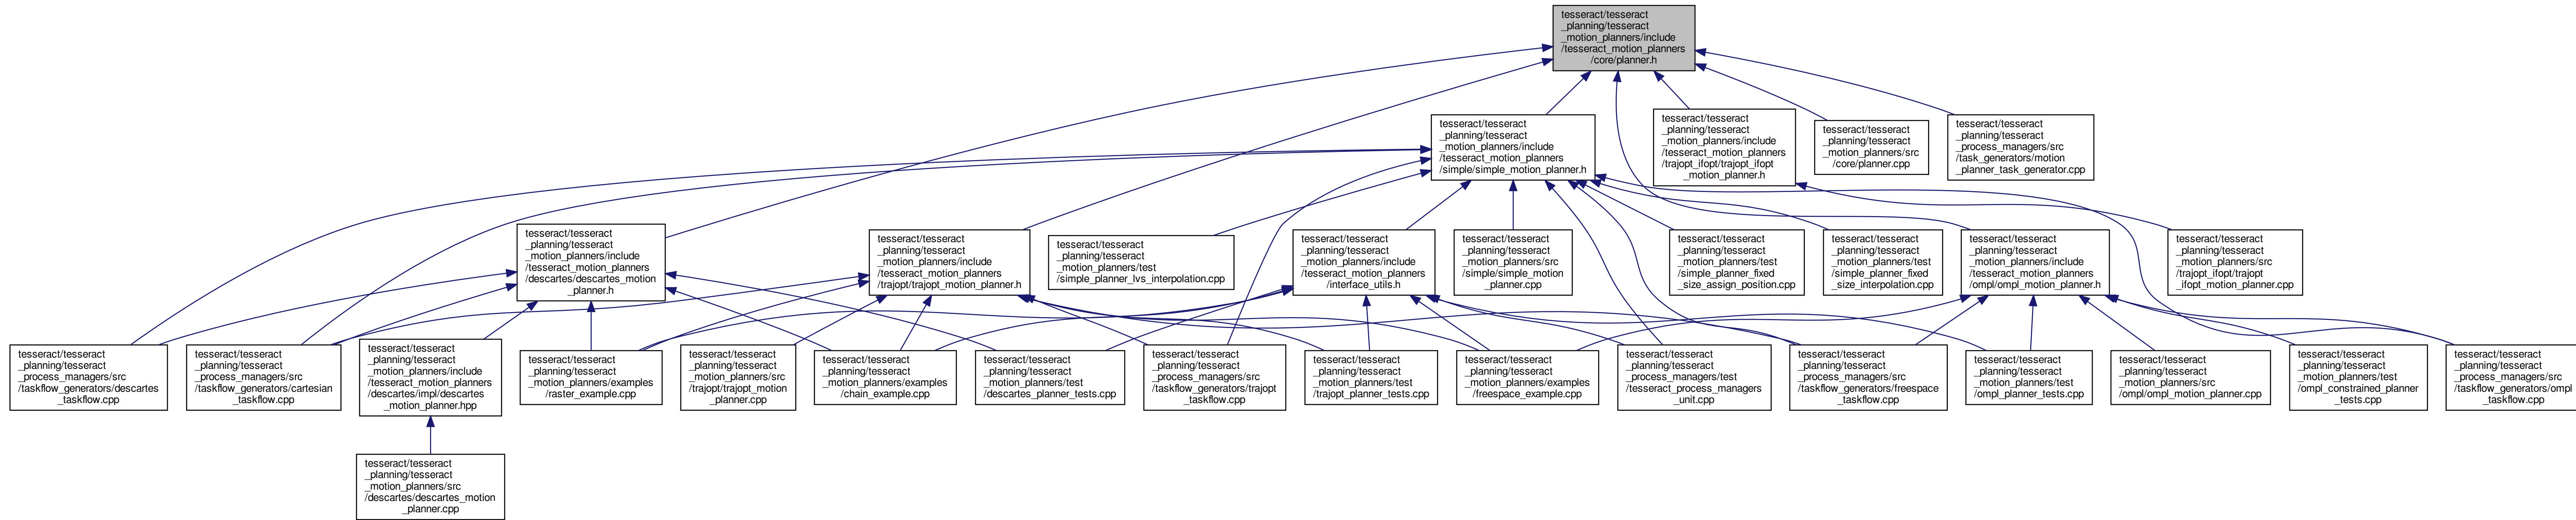 tesseract/tesseract
_planning/tesseract
_motion_planners/include
/tesseract_motion_planners
/core/planner.h
tesseract/tesseract
_planning/tesseract
_motion_planners/include
/tesseract_motion_planners
/simple/simple_motion_planner.h
tesseract/tesseract
_planning/tesseract
_motion_planners/include
/tesseract_motion_planners
/trajopt_ifopt/trajopt_ifopt
_motion_planner.h
tesseract/tesseract
_planning/tesseract
_motion_planners/src
/core/planner.cpp
tesseract/tesseract
_planning/tesseract
_process_managers/src
/task_generators/motion
_planner_task_generator.cpp
tesseract/tesseract
_planning/tesseract
_motion_planners/include
/tesseract_motion_planners
/descartes/descartes_motion
_planner.h
tesseract/tesseract
_planning/tesseract
_motion_planners/include
/tesseract_motion_planners
/trajopt/trajopt_motion_planner.h
tesseract/tesseract
_planning/tesseract
_motion_planners/test
/simple_planner_lvs_interpolation.cpp
tesseract/tesseract
_planning/tesseract
_motion_planners/include
/tesseract_motion_planners
/interface_utils.h
tesseract/tesseract
_planning/tesseract
_motion_planners/src
/simple/simple_motion
_planner.cpp
tesseract/tesseract
_planning/tesseract
_motion_planners/test
/simple_planner_fixed
_size_assign_position.cpp
tesseract/tesseract
_planning/tesseract
_motion_planners/test
/simple_planner_fixed
_size_interpolation.cpp
tesseract/tesseract
_planning/tesseract
_motion_planners/include
/tesseract_motion_planners
/ompl/ompl_motion_planner.h
tesseract/tesseract
_planning/tesseract
_motion_planners/src
/trajopt_ifopt/trajopt
_ifopt_motion_planner.cpp
tesseract/tesseract
_planning/tesseract
_process_managers/src
/taskflow_generators/descartes
_taskflow.cpp
tesseract/tesseract
_planning/tesseract
_process_managers/src
/taskflow_generators/cartesian
_taskflow.cpp
tesseract/tesseract
_planning/tesseract
_motion_planners/include
/tesseract_motion_planners
/descartes/impl/descartes
_motion_planner.hpp
tesseract/tesseract
_planning/tesseract
_motion_planners/examples
/raster_example.cpp
tesseract/tesseract
_planning/tesseract
_motion_planners/src
/trajopt/trajopt_motion
_planner.cpp
tesseract/tesseract
_planning/tesseract
_motion_planners/examples
/chain_example.cpp
tesseract/tesseract
_planning/tesseract
_motion_planners/test
/descartes_planner_tests.cpp
tesseract/tesseract
_planning/tesseract
_process_managers/src
/taskflow_generators/trajopt
_taskflow.cpp
tesseract/tesseract
_planning/tesseract
_motion_planners/test
/trajopt_planner_tests.cpp
tesseract/tesseract
_planning/tesseract
_motion_planners/examples
/freespace_example.cpp
tesseract/tesseract
_planning/tesseract
_process_managers/test
/tesseract_process_managers
_unit.cpp
tesseract/tesseract
_planning/tesseract
_process_managers/src
/taskflow_generators/freespace
_taskflow.cpp
tesseract/tesseract
_planning/tesseract
_motion_planners/test
/ompl_planner_tests.cpp
tesseract/tesseract
_planning/tesseract
_motion_planners/src
/ompl/ompl_motion_planner.cpp
tesseract/tesseract
_planning/tesseract
_motion_planners/test
/ompl_constrained_planner
_tests.cpp
tesseract/tesseract
_planning/tesseract
_process_managers/src
/taskflow_generators/ompl
_taskflow.cpp
tesseract/tesseract
_planning/tesseract
_motion_planners/src
/descartes/descartes_motion
_planner.cpp